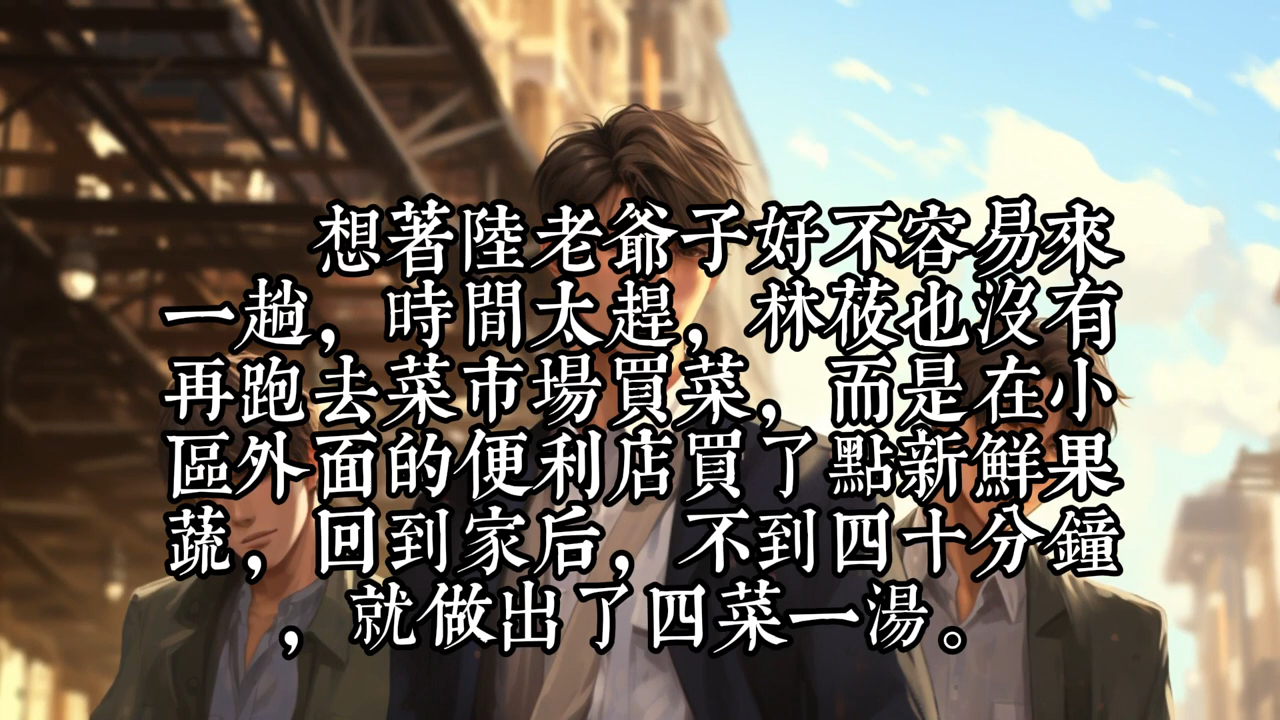 想著陸老爺子好不容易來
一趟，時間太趕，林莜也沒有
再跑去菜市場買菜，而是在小
區外面的便利店買了點新鮮果
蔬，回到家后，不到四十分鐘
，就做出了四菜一湯。